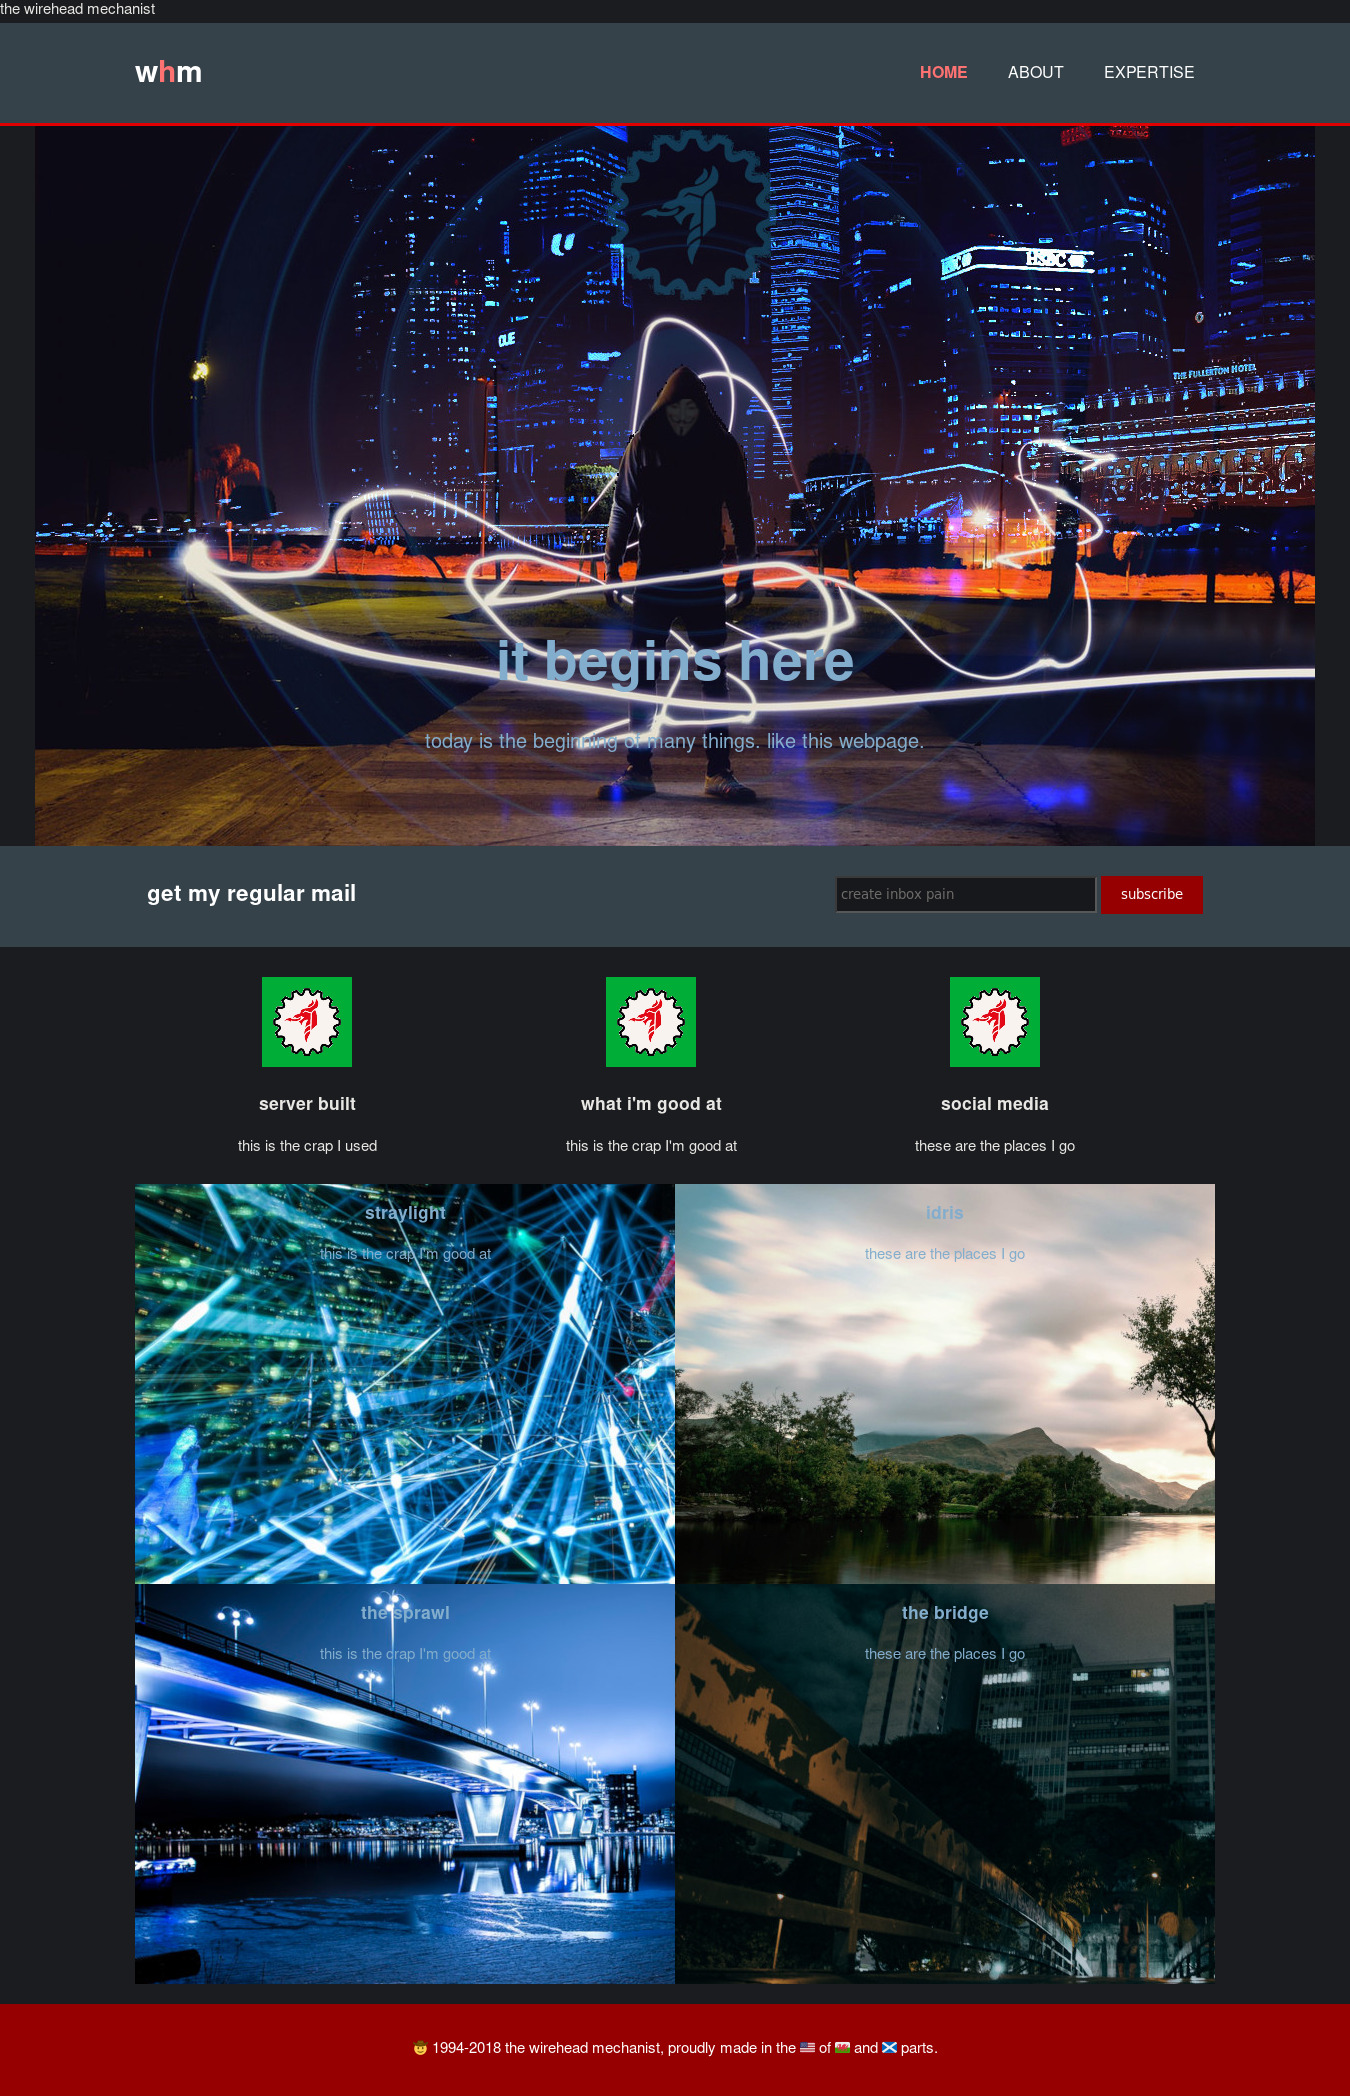 the wirehead mechanist
whm
HOME ABOUT EXPERTISE
HSBC
THE FULLERTON HOTEL
it begins here
today is the beginning of many things. like this webpage.
get my regular mail
create inbox pain
subscribe
server built
this is the crap I used
what i'm good at
this is the crap I'm good at
social media
these are the places I go
straylight
this is the crap I'm good at
idris
these are the places I go
the sprawl
this is the crap I'm good at
the bridge
these are the places I go
🤠 1994-2018 the wirehead mechanist, proudly made in the 🇺🇸 of 🏴󠁧󠁢󠁷󠁬󠁳󠁿 and 🏴󠁧󠁢󠁳󠁣󠁴󠁿 parts.